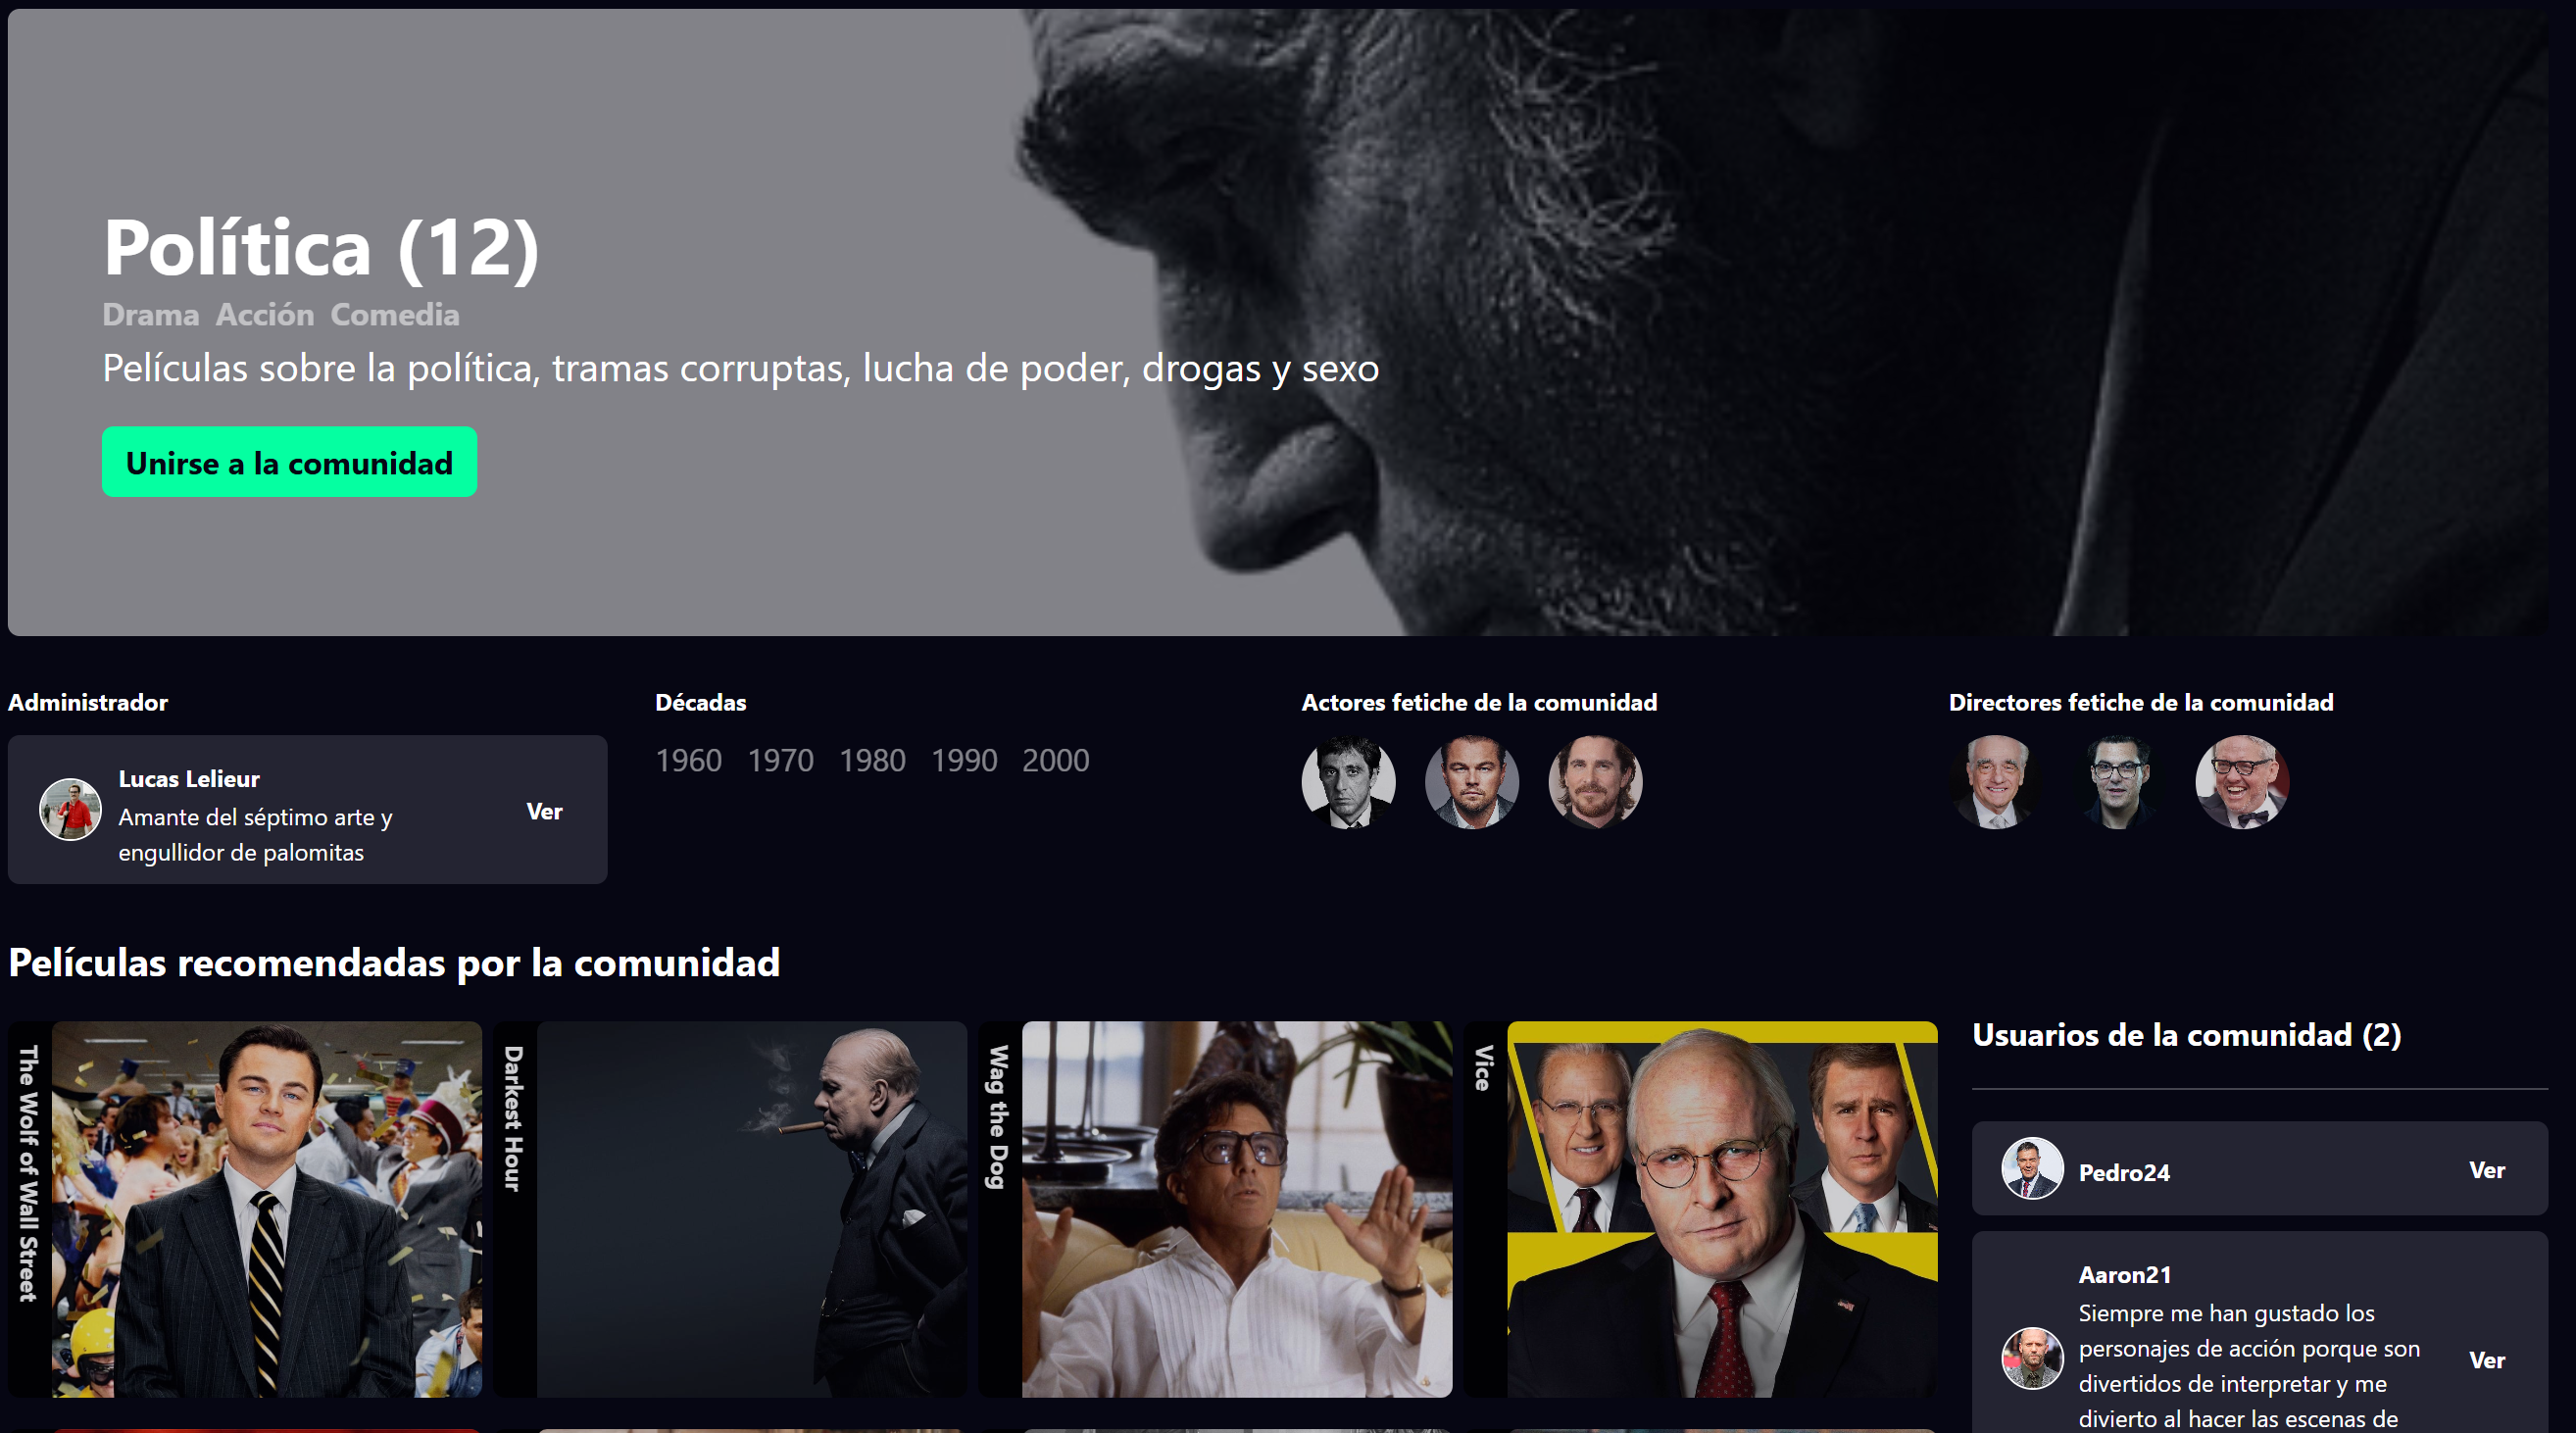 Política (12)
Drama Acción Comedia
Películas sobre la política, tramas corruptas, lucha de poder, drogas y sexo
Unirse a la comunidad
Administrador
Lucas Lelieur
Amante del séptimo arte y
engullidor de palomitas
Ver
Décadas
1960 1970 1980 1990 2000
Actores fetiche de la comunidad
Directores fetiche de la comunidad
Películas recomendadas por la comunidad
The Wolf of Wall Street
Darkest Hour
Wag the Dog
Vice
Usuarios de la comunidad (2)
Pedro24
Ver
Aaron21
Siempre me han gustado los
personajes de acción porque son
divertidos de interpretar y me
divierto al hacer las escenas de
Ver